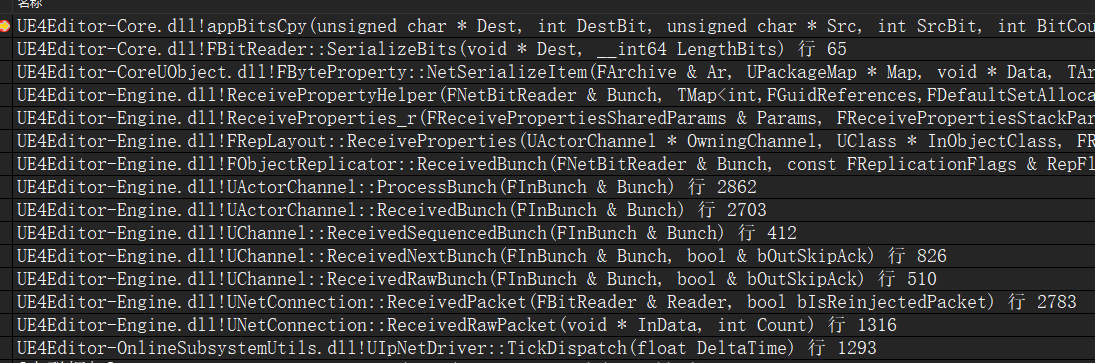 名称
UE4Editor-Core.dll!appBitsCpy(unsigned char * Dest, int DestBit, unsigned char * Src, int SrcBit, int BitCou
UE4Editor-Core.dll!FBitReader::SerializeBits(void * Dest, __int64 LengthBits) 行 65
UE4Editor-CoreUObject.dll!FByteProperty::NetSerializeItem(FArchive & Ar, UPackageMap * Map, void * Data, TAr
UE4Editor-Engine.dll!ReceivePropertyHelper(FNetBitReader & Bunch, TMap<int,FGuidReferences,FDefaultSetAlloca
UE4Editor-Engine.dll!ReceiveProperties_r(FReceivePropertiesSharedParams & Params, FReceivePropertiesStackPar
UE4Editor-Engine.dll!FRepLayout::ReceiveProperties(UActorChannel * OwningChannel, UClass * InObjectClass, FR
UE4Editor-Engine.dll!FObjectReplicator::ReceivedBunch(FNetBitReader & Bunch, const FReplicationFlags & RepFl
UE4Editor-Engine.dll!UActorChannel::ProcessBunch(FInBunch & Bunch) 行 2862
UE4Editor-Engine.dll!UActorChannel::ReceivedBunch(FInBunch & Bunch) 行 2703
UE4Editor-Engine.dll!UChannel::ReceivedSequencedBunch(FInBunch & Bunch) 行 412
UE4Editor-Engine.dll!UChannel::ReceivedNextBunch(FInBunch & Bunch, bool & bOutSkipAck) 行 826
UE4Editor-Engine.dll!UChannel::ReceivedRawBunch(FInBunch & Bunch, bool & bOutSkipAck) 行 510
UE4Editor-Engine.dll!UNetConnection::ReceivedPacket(FBitReader & Reader, bool bIsReinjectedPacket) 行 2783
UE4Editor-Engine.dll!UNetConnection::ReceivedRawPacket(void * InData, int Count) 行 1316
UE4Editor-OnlineSubsystemUtils.dll!UIpNetDriver::TickDispatch(float DeltaTime) 行 1293